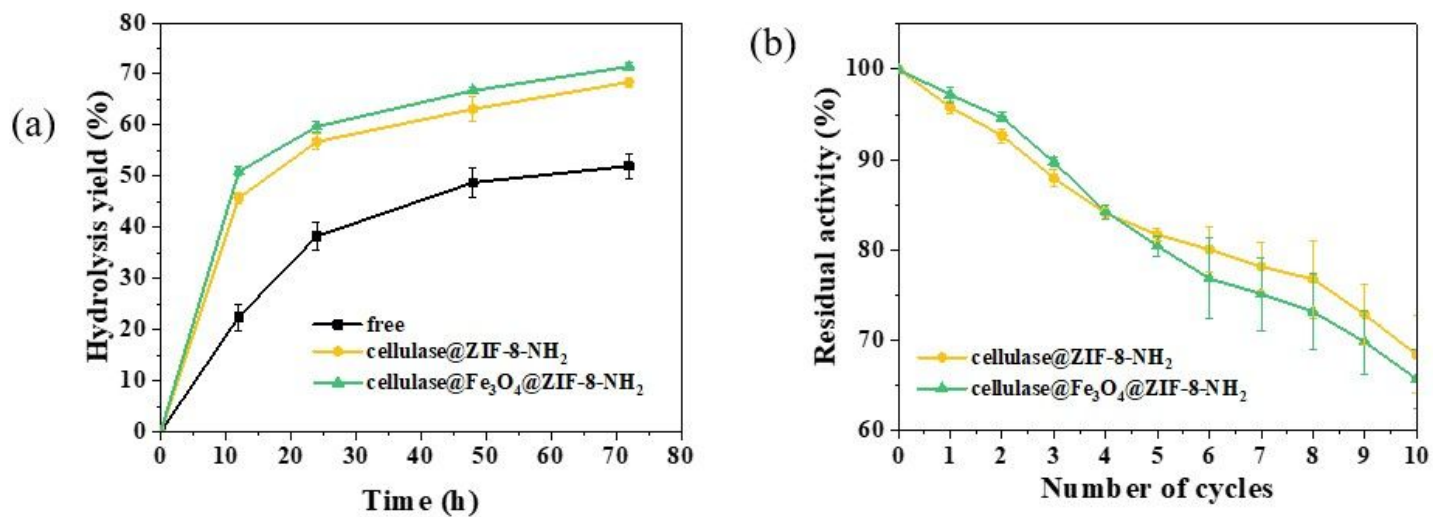 (a)
Hydrolysis yield (%)
80
70
60
50
40
30
20
10
0
free
cellulase@ZIF-8-NH₂
cellulase@Fe₃O₄@ZIF-8-NH₂
0 10 20 30 40 50 60 70 80
Time (h)
(b)
Residual activity (%)
100
90
80
70
60
cellulase@ZIF-8-NH₂
cellulase@Fe₃O₄@ZIF-8-NH₂
0 1 2 3 4 5 6 7 8 9 10
Number of cycles